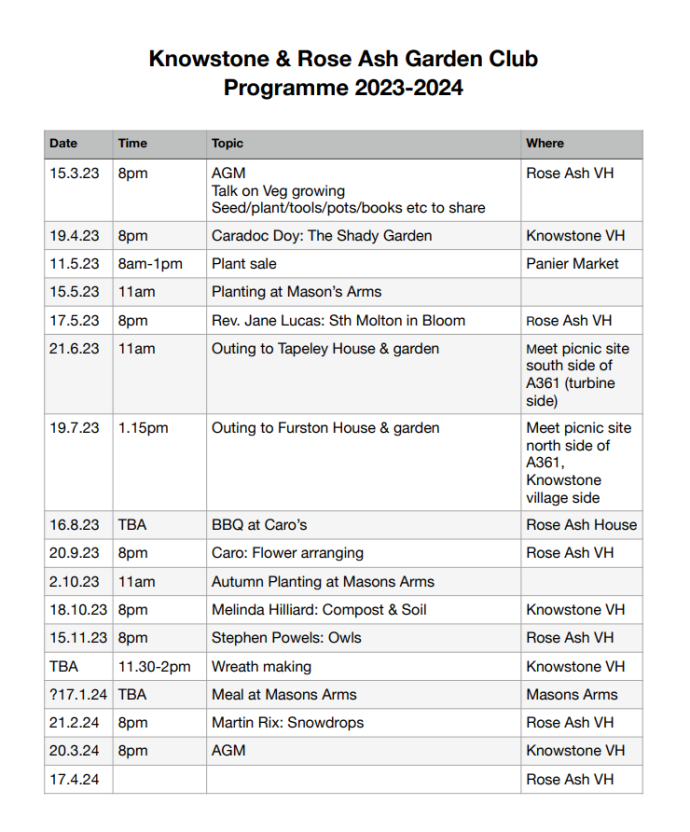 Knowstone & Rose Ash Garden Club
Programme 2023-2024
Date Time Topic Where
15.3.23 8pm AGM Rose Ash VH
Talk on Veg growing
Seed/plant/tools/pots/books etc to share
19.4.23 8pm Caradoc Doy: The Shady Garden Knowstone VH
11.5.23 8am-1pm Plant sale Panier Market
15.5.23 11am Planting at Mason’s Arms
17.5.23 8pm Rev. Jane Lucas: Sth Molton in Bloom Rose Ash VH
21.6.23 11am Outing to Tapeley House & garden Meet picnic site
south side of
A361 (turbine
side)
19.7.23 1.15pm Outing to Furston House & garden Meet picnic site
north side of
A361,
Knowstone
village side
16.8.23 TBA BBQ at Caro’s Rose Ash House
20.9.23 8pm Caro: Flower arranging Rose Ash VH
2.10.23 11am Autumn Planting at Masons Arms
18.10.23 8pm Melinda Hilliard: Compost & Soil Knowstone VH
15.11.23 8pm Stephen Powels: Owls Rose Ash VH
TBA 11.30-2pm Wreath making Knowstone VH
?17.1.24 TBA Meal at Masons Arms Masons Arms
21.2.24 8pm Martin Rix: Snowdrops Rose Ash VH
20.3.24 8pm AGM Knowstone VH
17.4.24 Rose Ash VH